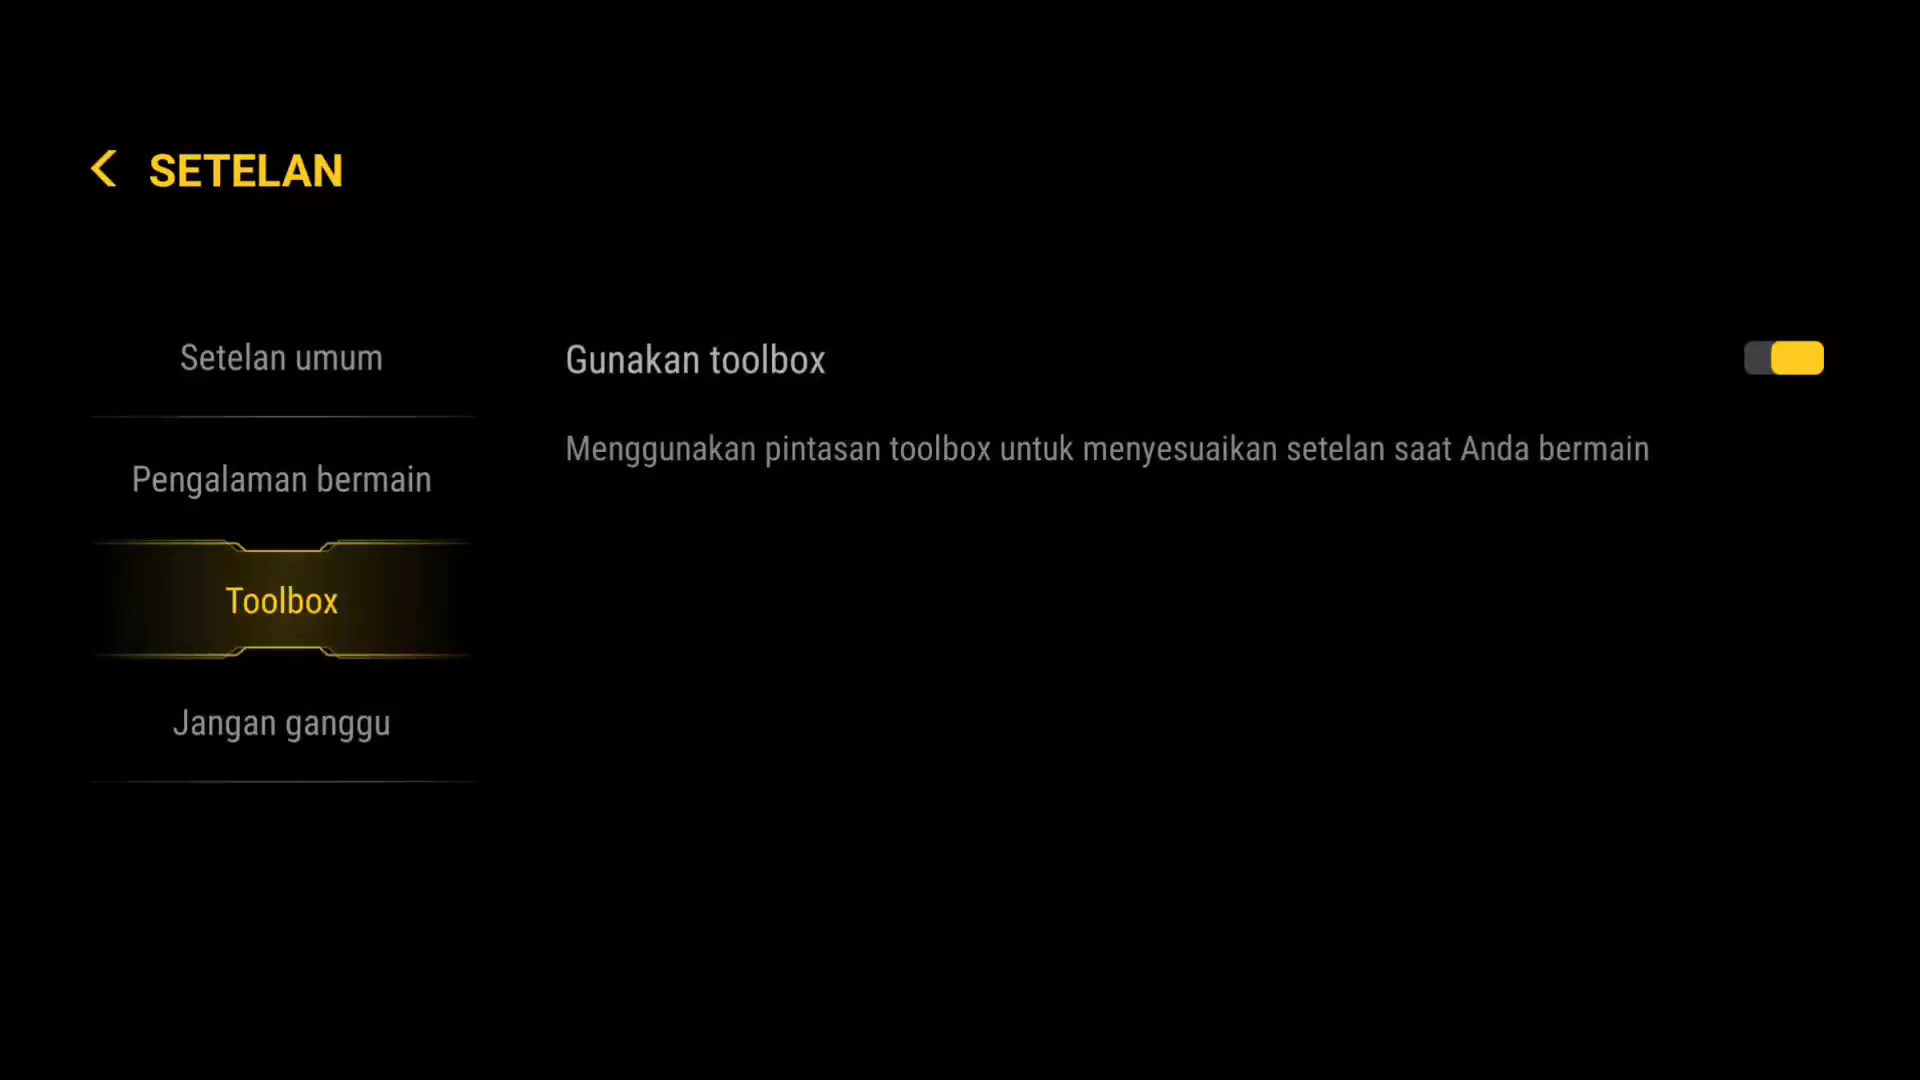 SETELAN
Setelan umum
Pengalaman bermain
Toolbox
Jangan ganggu
Gunakan toolbox
Menggunakan pintasan toolbox untuk menyesuaikan setelan saat Anda bermain